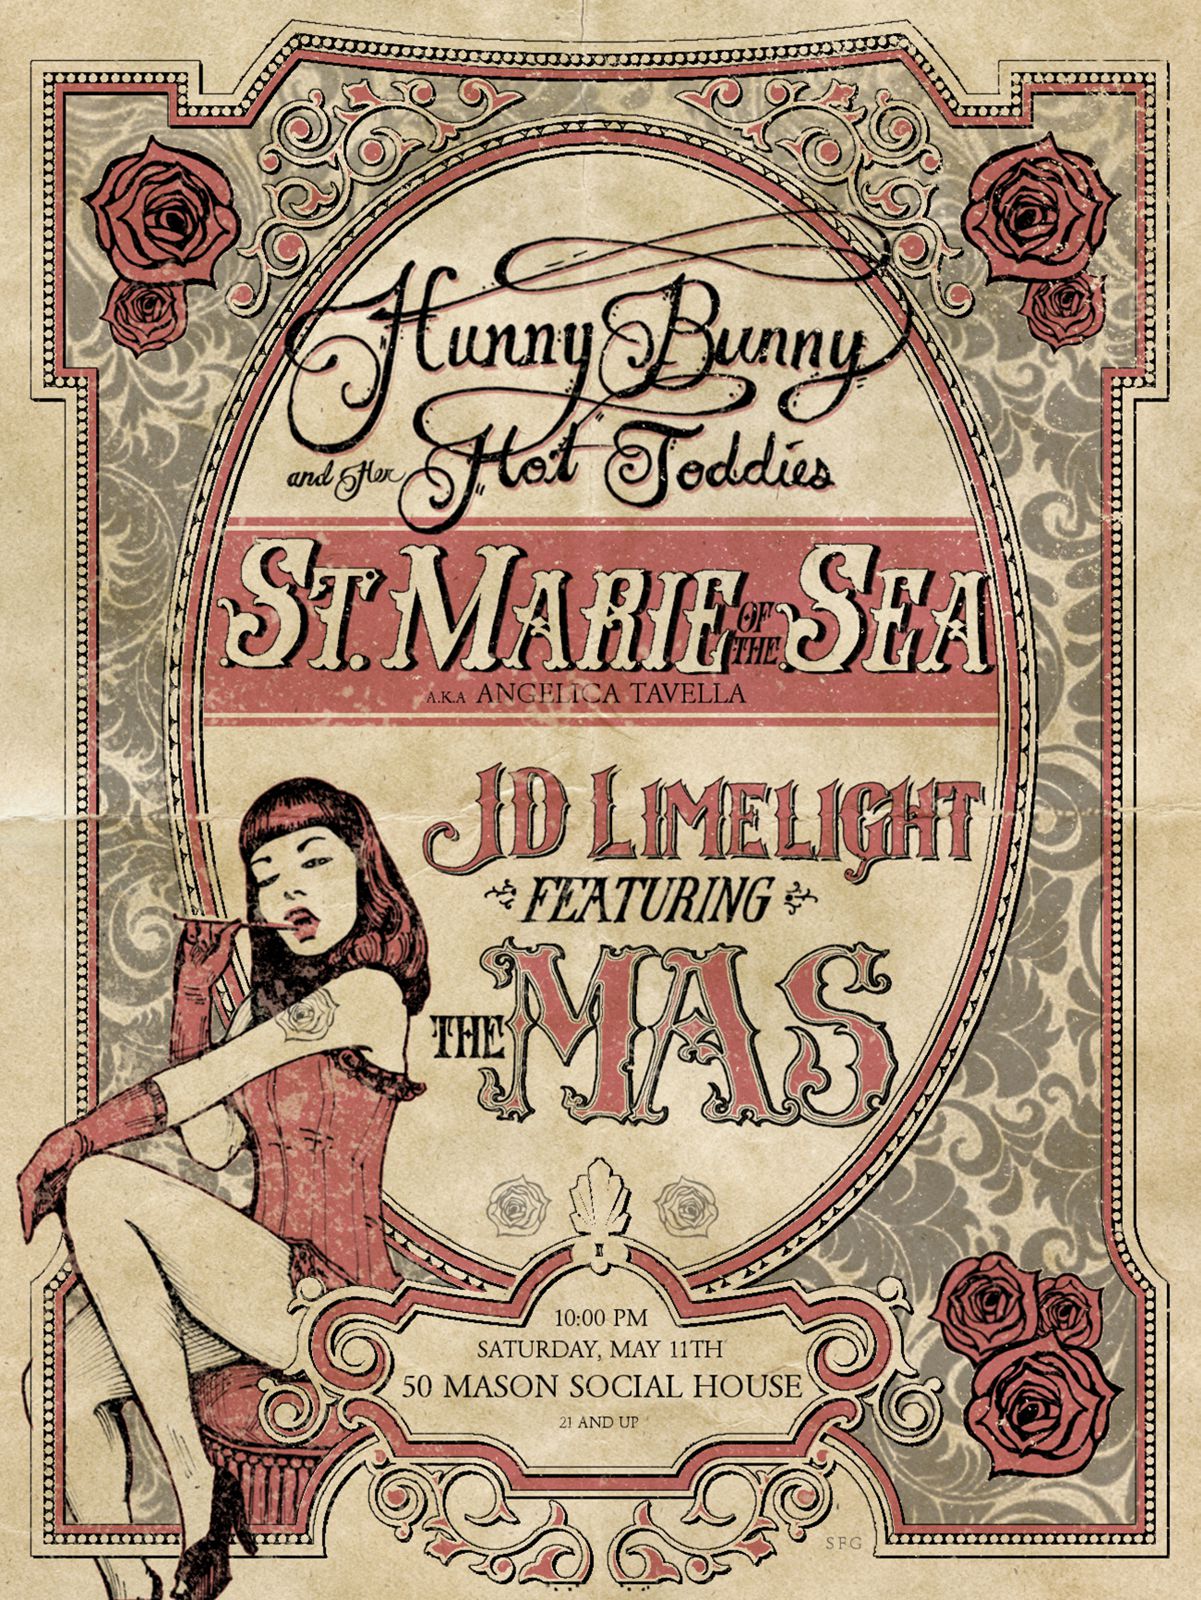 Hunny Bunny
and Her Hot Toddies
ST. MARIE OF THE SEA
A.K.A ANGELICA TAVELLA
JD LIMELIGHT
FEATURING
THE MAS
10:00 PM
SATURDAY, MAY 11TH
50 MASON SOCIAL HOUSE
21 AND UP
SFG